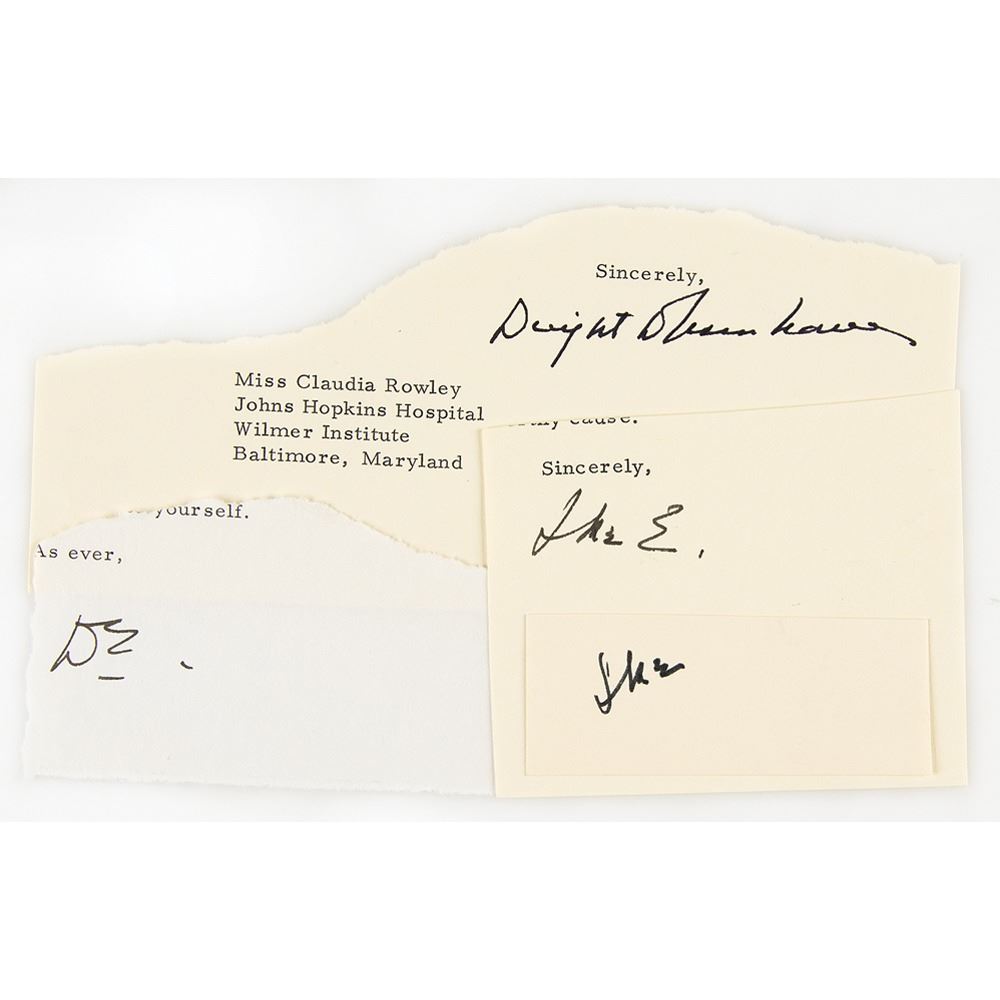 Sincerely,
Dwight D Eisenhower
Miss Claudia Rowley
Johns Hopkins Hospital
Wilmer Institute
Baltimore, Maryland
cause.
Sincerely,
Ike E.
yourself.
As ever,
DE.
Ike